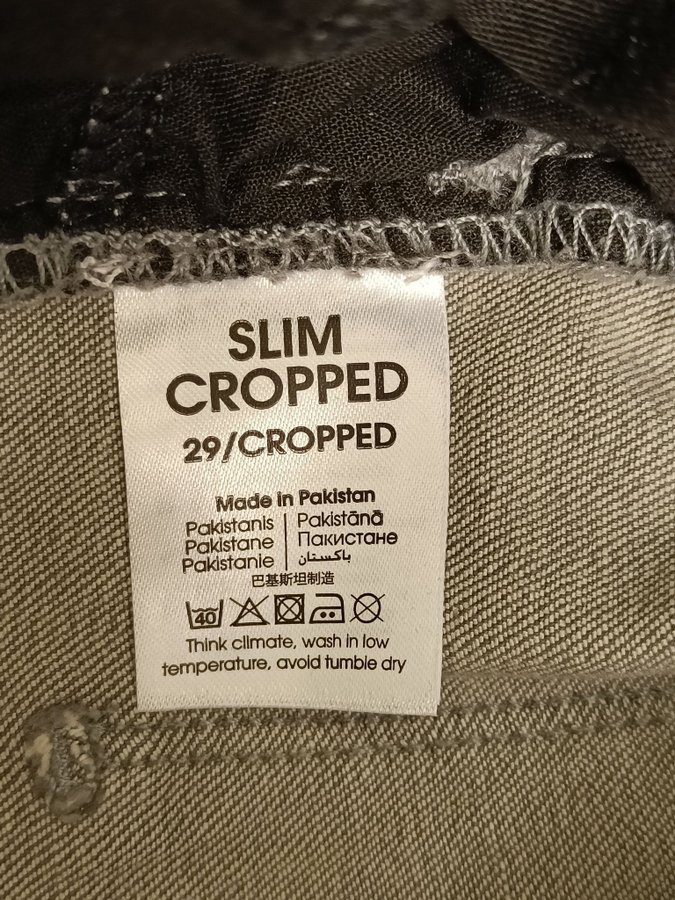 SLIM
CROPPED
29/CROPPED
Made in Pakistan
Pakistanis | Pakistānā
Pakistane | Пакистане
Pakistanie | باكستان
巴基斯坦制造
40
Think climate, wash in low
temperature, avoid tumble dry